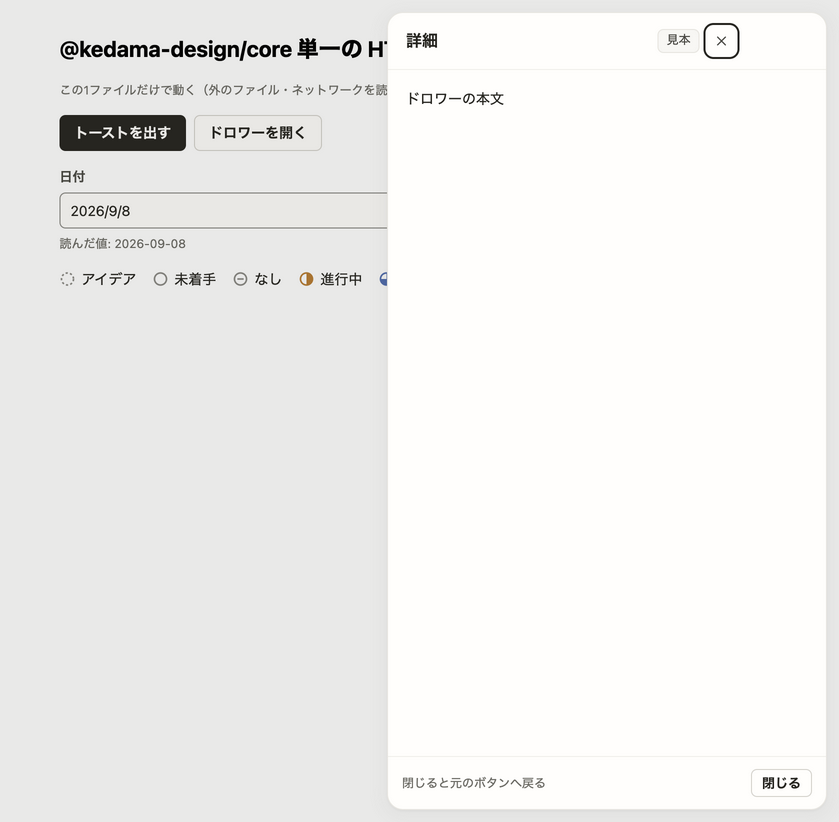 @kedama-design/core 単一の H
この1ファイルだけで動く（外のファイル・ネットワークを読
トーストを出す ドロワーを開く
日付
2026/9/8
読んだ値: 2026-09-08
アイデア 未着手 なし 進行中
詳細 見本
ドロワーの本文
閉じると元のボタンへ戻る 閉じる